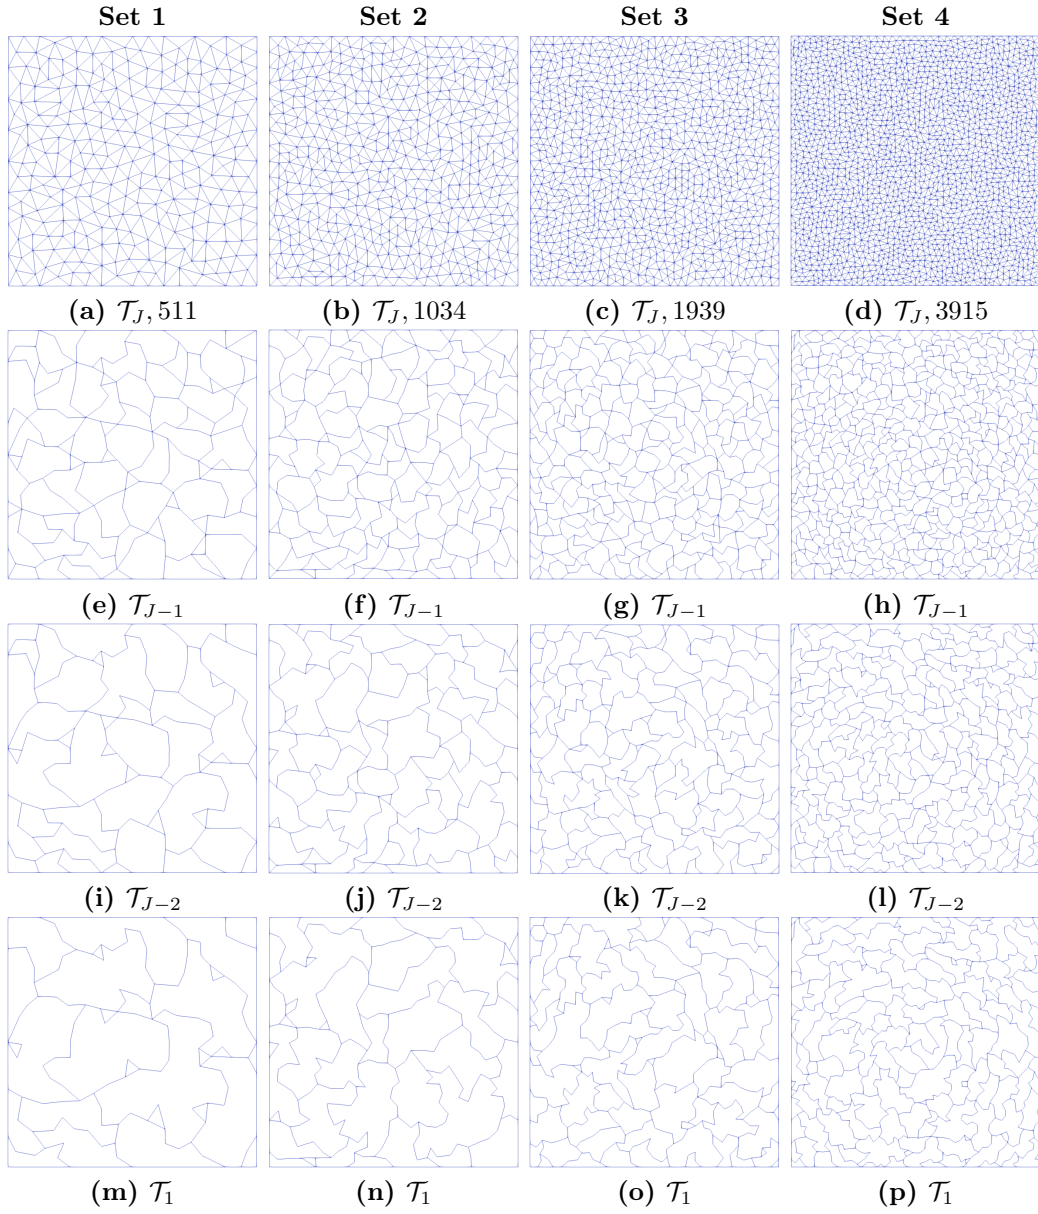 Set 1 Set 2 Set 3 Set 4
(a) 𝒯_J, 511 (b) 𝒯_J, 1034 (c) 𝒯_J, 1939 (d) 𝒯_J, 3915
(e) 𝒯_{J−1} (f) 𝒯_{J−1} (g) 𝒯_{J−1} (h) 𝒯_{J−1}
(i) 𝒯_{J−2} (j) 𝒯_{J−2} (k) 𝒯_{J−2} (l) 𝒯_{J−2}
(m) 𝒯_1 (n) 𝒯_1 (o) 𝒯_1 (p) 𝒯_1